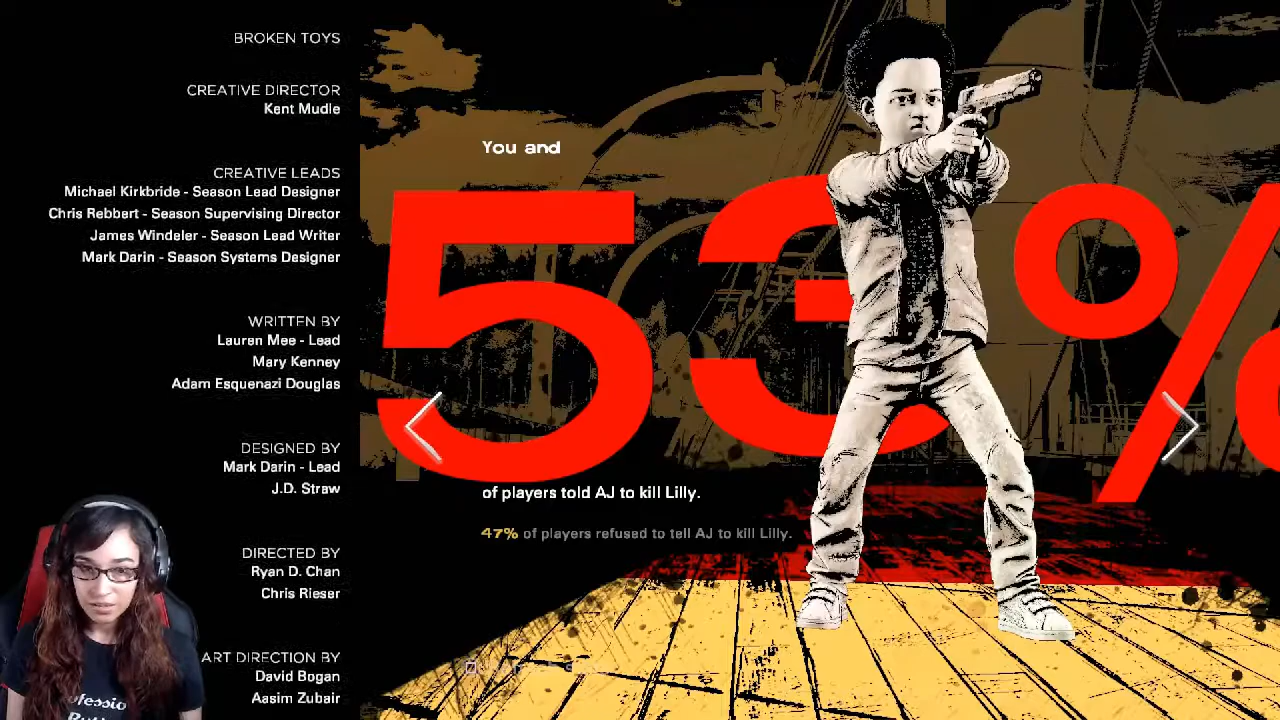 BROKEN TOYS
CREATIVE DIRECTOR
Kent Mudle
CREATIVE LEADS
Michael Kirkbride - Season Lead Designer
Chris Rebbert - Season Supervising Director
James Windeler - Season Lead Writer
Mark Darin - Season Systems Designer
WRITTEN BY
Lauren Mee - Lead
Mary Kenney
Adam Esquenazi Douglas
DESIGNED BY
Mark Darin - Lead
J.D. Straw
DIRECTED BY
Ryan D. Chan
Chris Rieser
ART DIRECTION BY
David Bogan
Aasim Zubair
You and
53%
of players told AJ to kill Lilly.
47% of players refused to tell AJ to kill Lilly.